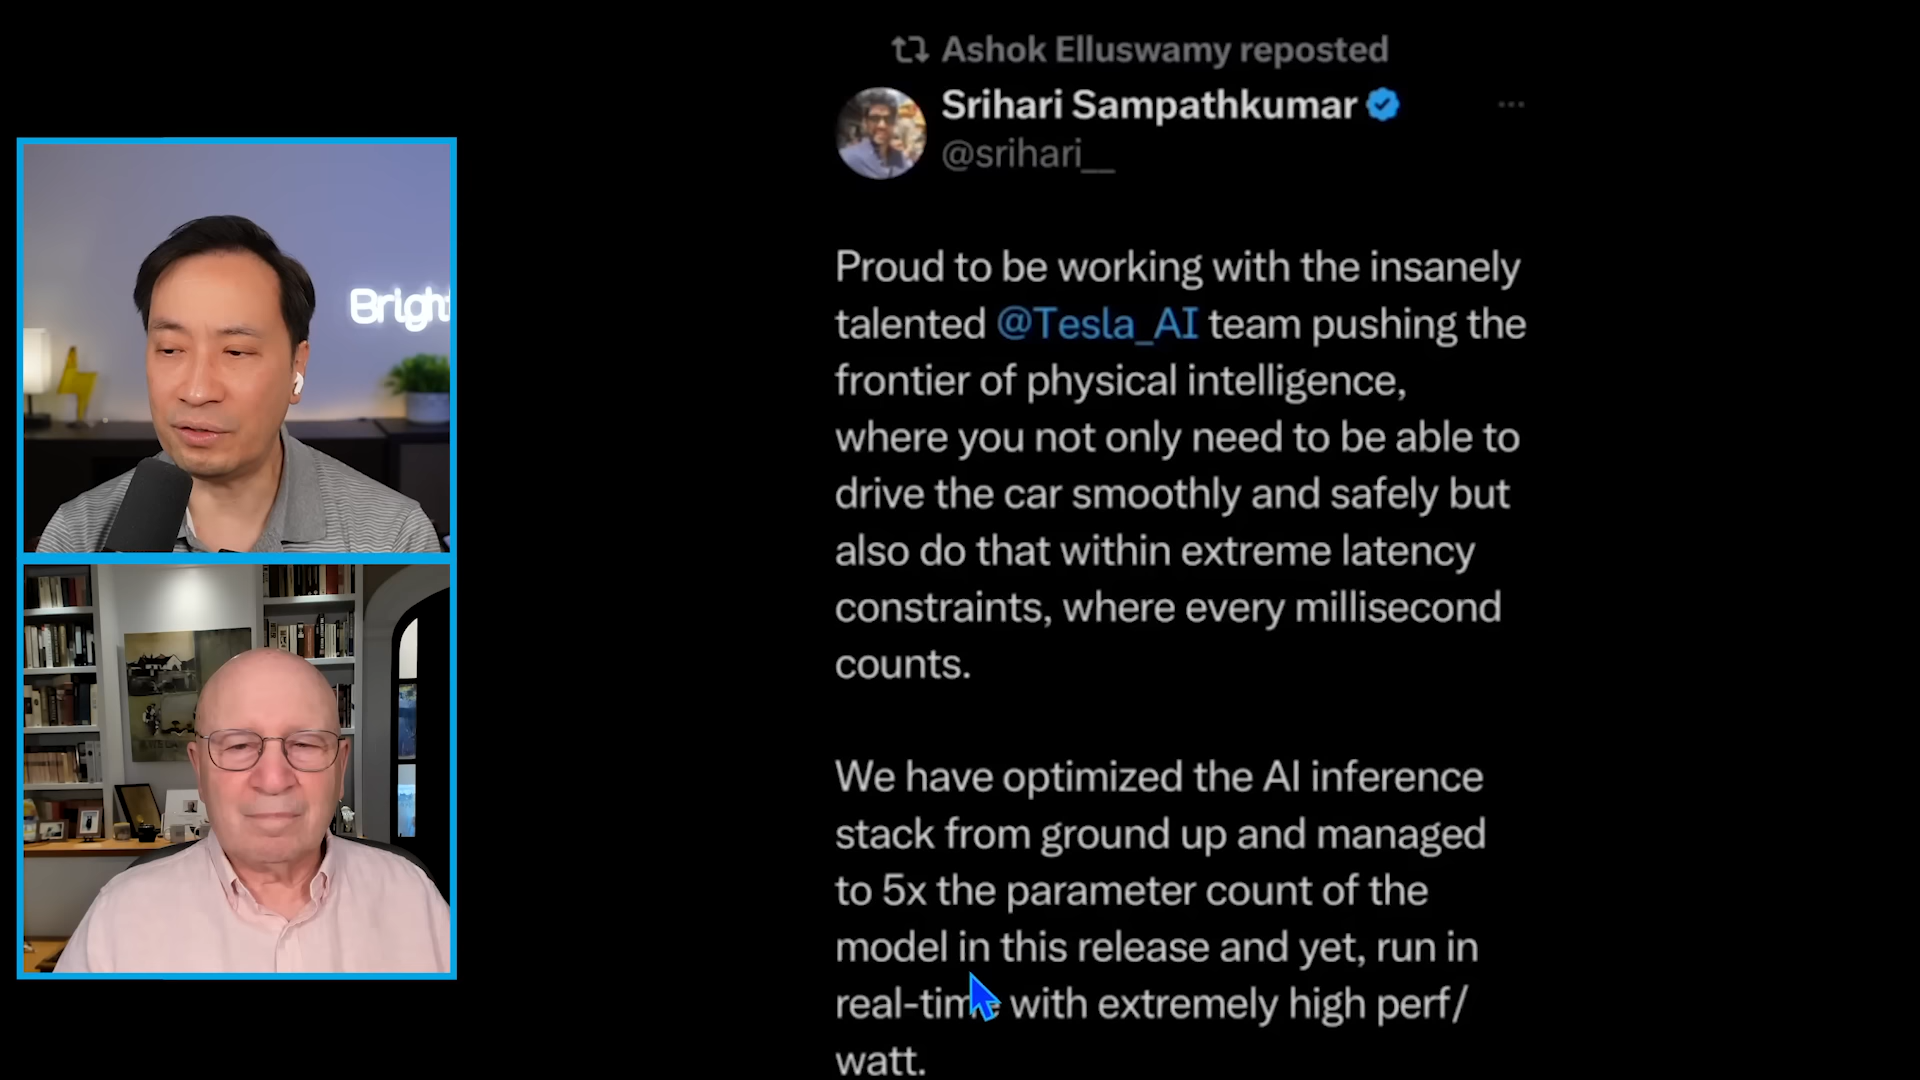 Ashok Elluswamy reposted
Srihari Sampathkumar
@srihari__
Proud to be working with the insanely
talented @Tesla_AI team pushing the
frontier of physical intelligence,
where you not only need to be able to
drive the car smoothly and safely but
also do that within extreme latency
constraints, where every millisecond
counts.
We have optimized the AI inference
stack from ground up and managed
to 5x the parameter count of the
model in this release and yet, run in
real-time with extremely high perf/
watt.
Bright